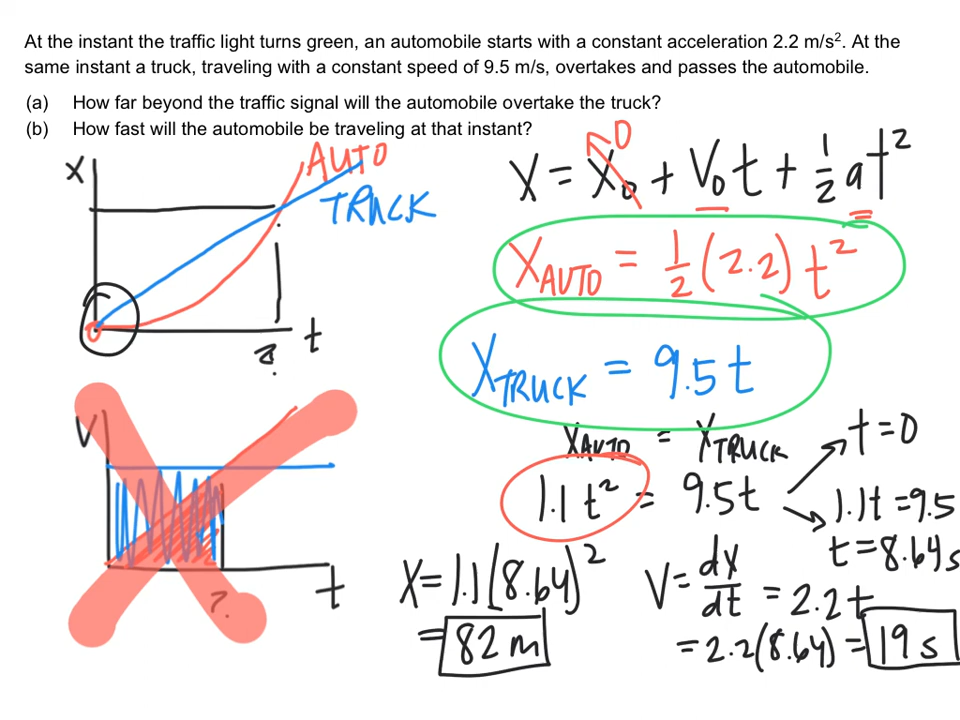 At the instant the traffic light turns green, an automobile starts with a constant acceleration 2.2 m/s². At the
same instant a truck, traveling with a constant speed of 9.5 m/s, overtakes and passes the automobile.
(a) How far beyond the traffic signal will the automobile overtake the truck?
(b) How fast will the automobile be traveling at that instant?
X
AUTO
TRUCK
t
?
0
X = X₀ + V₀t + ½at²
X_AUTO = ½(2.2)t²
X_TRUCK = 9.5t
X_AUTO = X_TRUCK
t=0
1.1t² = 9.5t
1.1t = 9.5
t=8.64s
V
t
?
X = 1.1(8.64)²
= 82 m
V = dx/dt = 2.2t
= 2.2(8.64) = 19 s